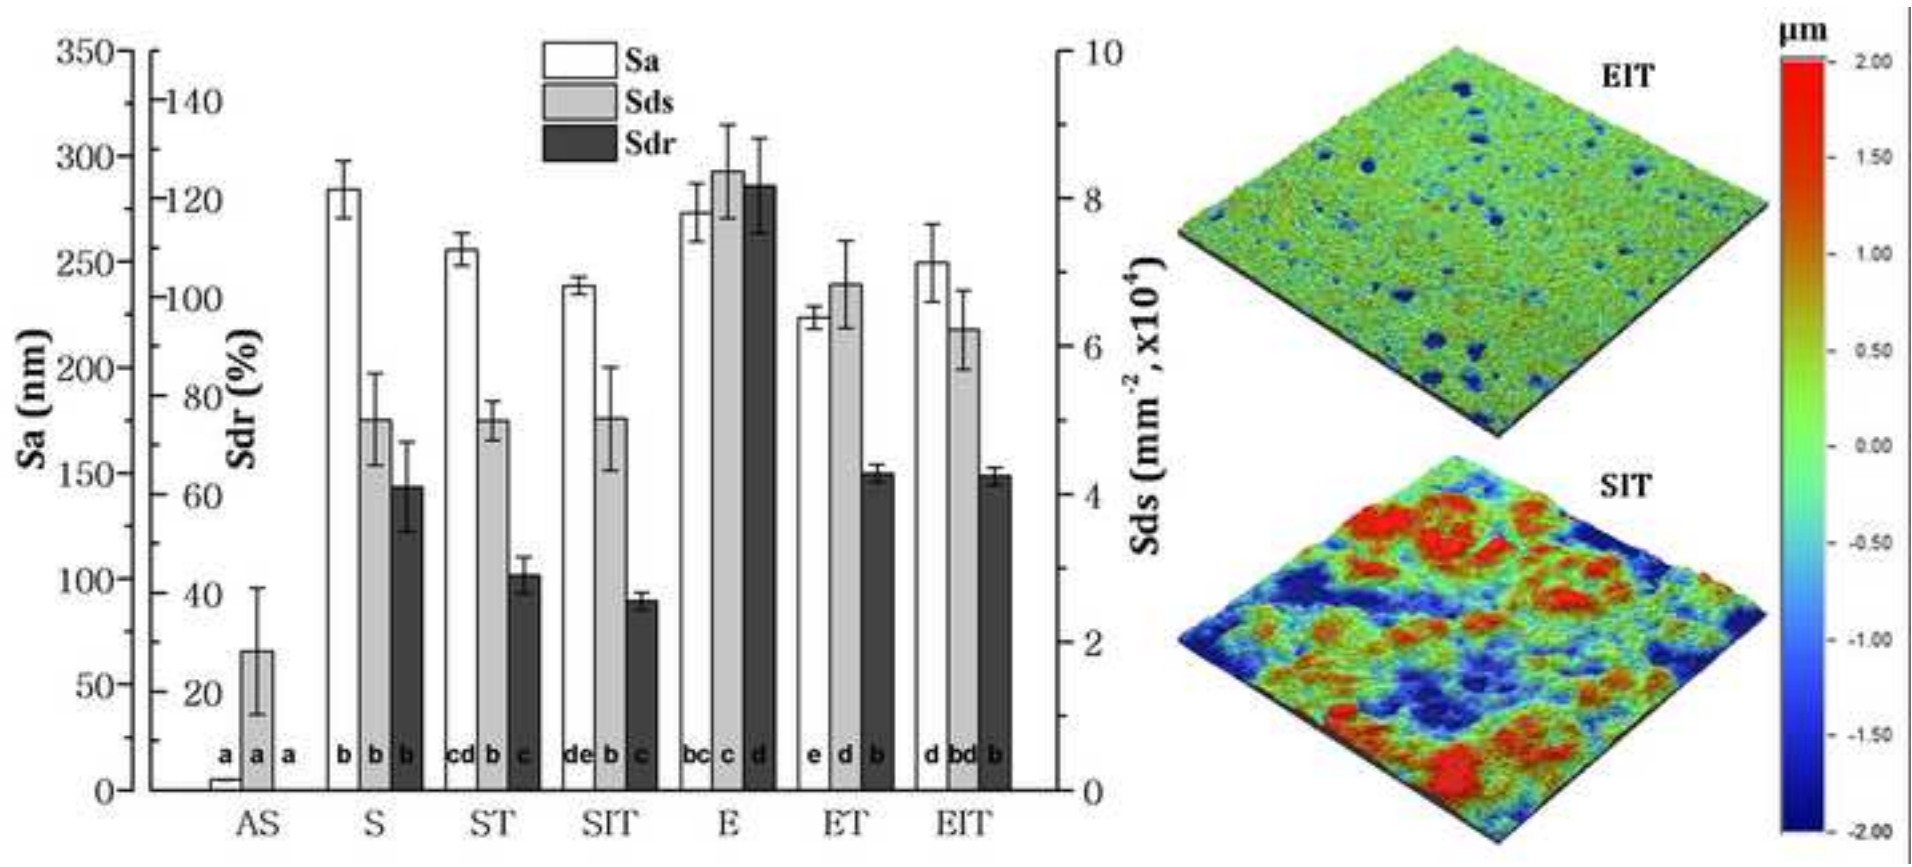 350
300
250
200
150
100
50
0
Sa (nm)
140
120
100
80
60
40
20
Sdr (%)
Sa
Sds
Sdr
a a a
b b b
cd b c
de b c
bc c d
e d b
d bd b
AS S ST SIT E ET EIT
10
8
6
4
2
0
Sds (mm⁻², x10⁴)
EIT
SIT
µm
2.00
1.50
1.00
0.50
0.00
-0.50
-1.00
-1.50
-2.00